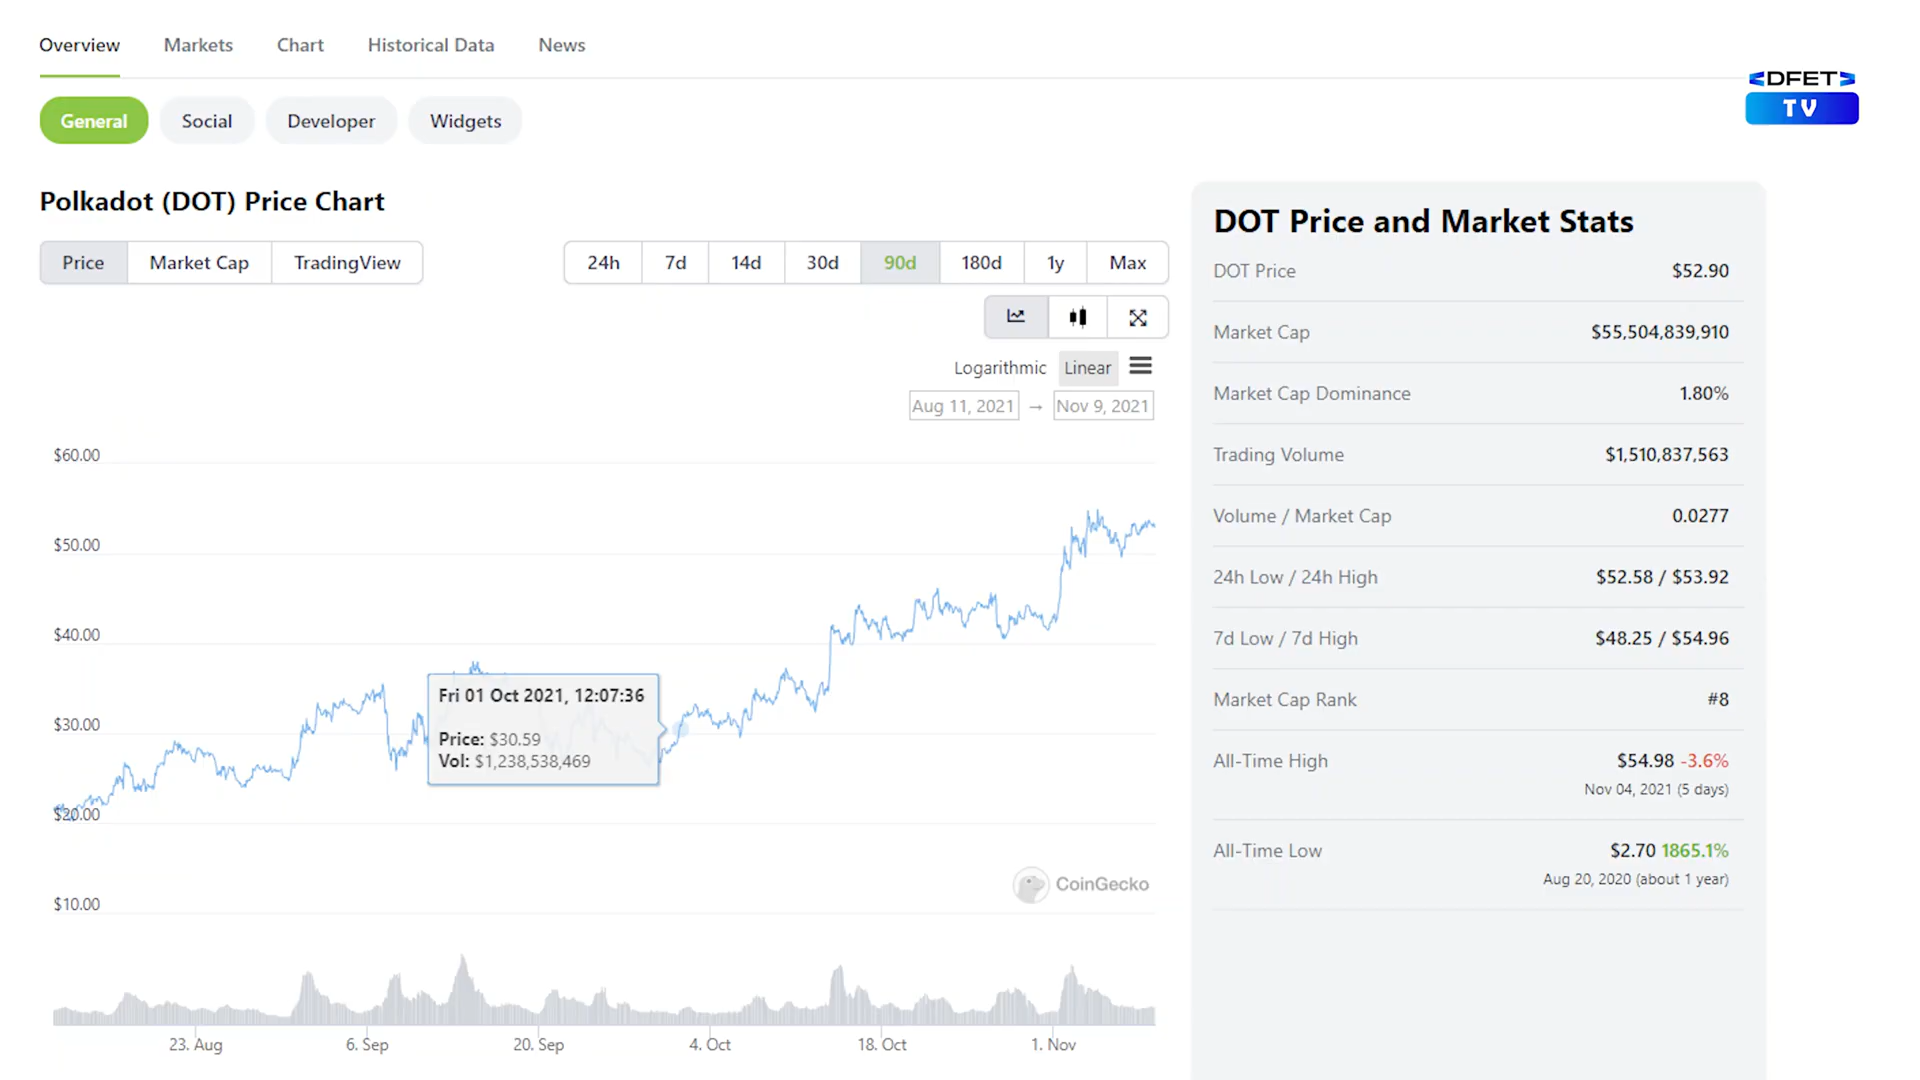 Overview Markets Chart Historical Data News
<DFET>
TV
General Social Developer Widgets
Polkadot (DOT) Price Chart
Price Market Cap TradingView
24h 7d 14d 30d 90d 180d 1y Max
Logarithmic Linear
Aug 11, 2021 → Nov 9, 2021
$60.00
$50.00
$40.00
$30.00
$20.00
$10.00
Fri 01 Oct 2021, 12:07:36
Price: $30.59
Vol: $1,238,538,469
CoinGecko
23. Aug 6. Sep 20. Sep 4. Oct 18. Oct 1. Nov
DOT Price and Market Stats
DOT Price $52.90
Market Cap $55,504,839,910
Market Cap Dominance 1.80%
Trading Volume $1,510,837,563
Volume / Market Cap 0.0277
24h Low / 24h High $52.58 / $53.92
7d Low / 7d High $48.25 / $54.96
Market Cap Rank #8
All-Time High $54.98 -3.6%
Nov 04, 2021 (5 days)
All-Time Low $2.70 1865.1%
Aug 20, 2020 (about 1 year)